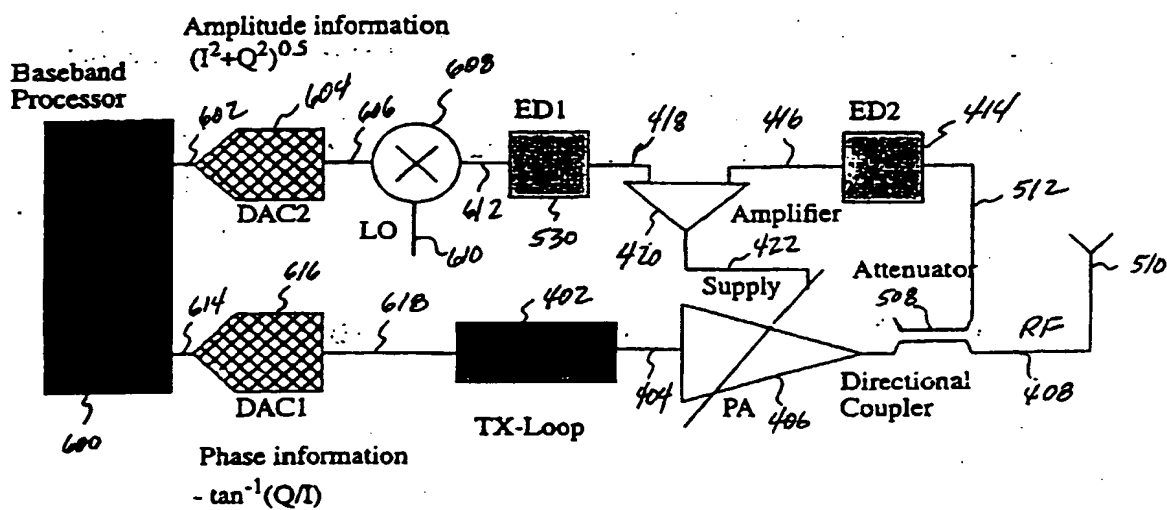 Amplitude information
(I²+Q²)⁰·⁵
Baseband
Processor
602
604
606
608
ED1
418
416
ED2
414
512
DAC2
LO
610
612
530
420
Amplifier
422
Supply
Attenuator
508
510
614
616
618
402
404
PA
406
RF
408
Directional
Coupler
600
DAC1
TX-Loop
Phase information
- tan⁻¹(Q/I)